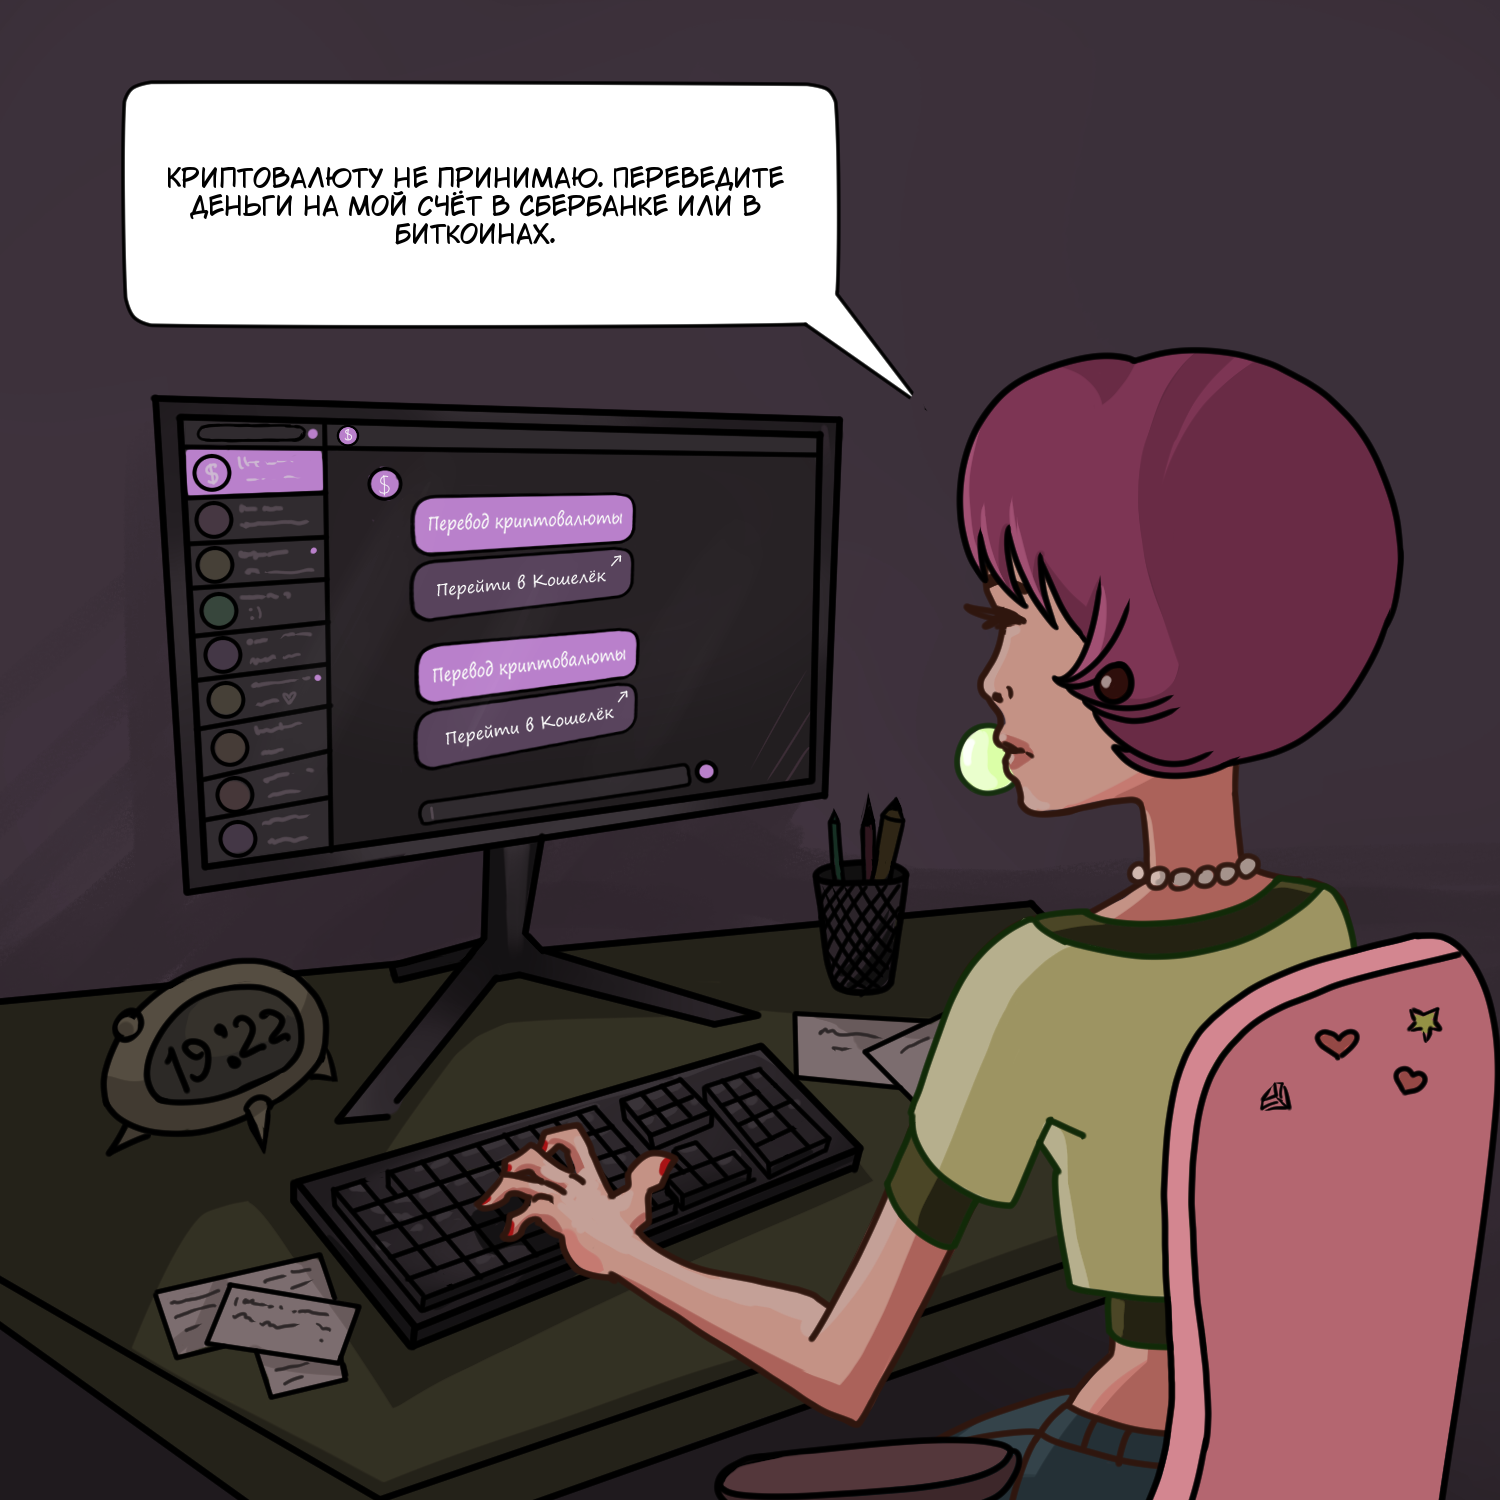 КРИПТОВАЛЮТУ НЕ ПРИНИМАЮ. ПЕРЕВЕДИТЕ
ДЕНЬГИ НА МОЙ СЧЁТ В СБЕРБАНКЕ ИЛИ В
БИТКОИНАХ.
$
$
$
Перевод криптовалюты
Перейти в Кошелёк
Перевод криптовалюты
Перейти в Кошелёк
:)
19:22